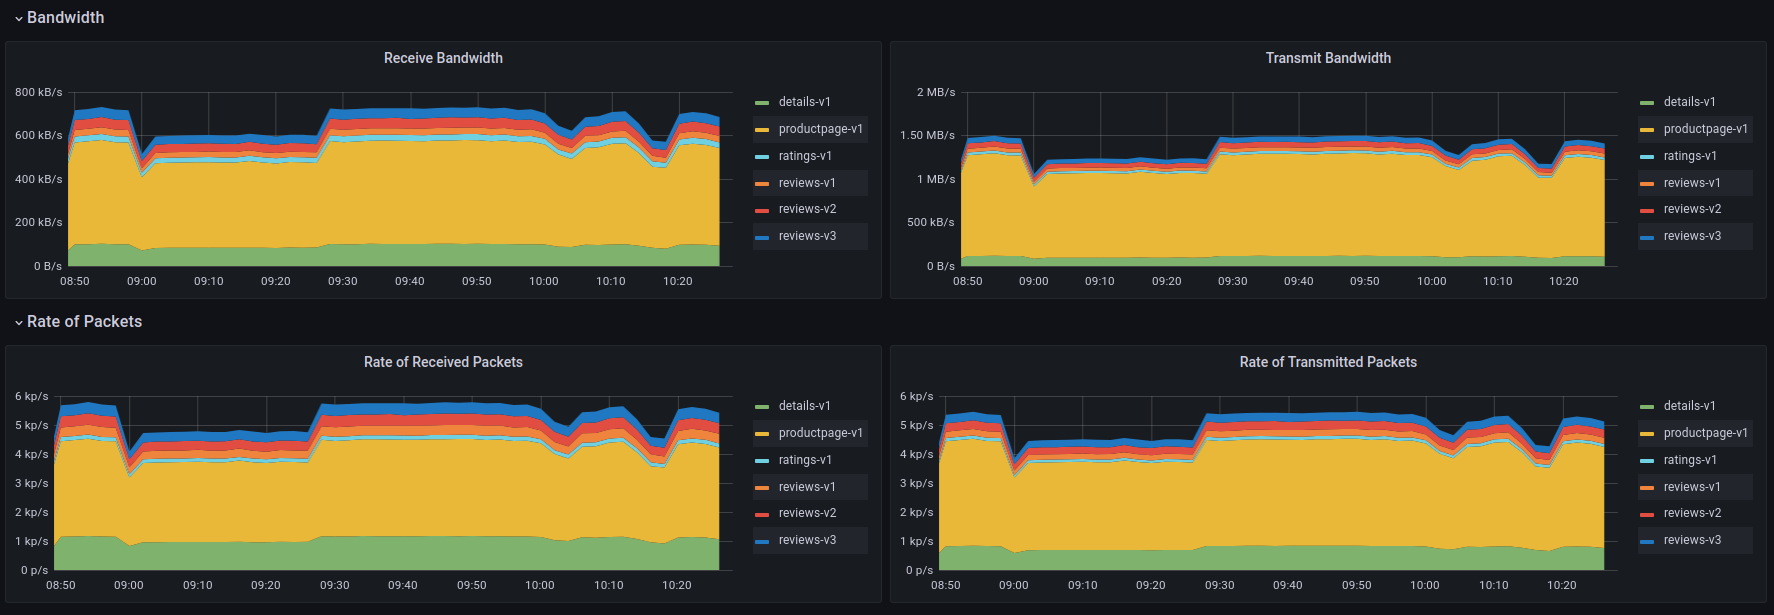 Bandwidth
Receive Bandwidth
800 kB/s
600 kB/s
400 kB/s
200 kB/s
0 B/s
08:50 09:00 09:10 09:20 09:30 09:40 09:50 10:00 10:10 10:20
details-v1
productpage-v1
ratings-v1
reviews-v1
reviews-v2
reviews-v3
Transmit Bandwidth
2 MB/s
1.50 MB/s
1 MB/s
500 kB/s
0 B/s
08:50 09:00 09:10 09:20 09:30 09:40 09:50 10:00 10:10 10:20
details-v1
productpage-v1
ratings-v1
reviews-v1
reviews-v2
reviews-v3
Rate of Packets
Rate of Received Packets
6 kp/s
5 kp/s
4 kp/s
3 kp/s
2 kp/s
1 kp/s
0 p/s
08:50 09:00 09:10 09:20 09:30 09:40 09:50 10:00 10:10 10:20
details-v1
productpage-v1
ratings-v1
reviews-v1
reviews-v2
reviews-v3
Rate of Transmitted Packets
6 kp/s
5 kp/s
4 kp/s
3 kp/s
2 kp/s
1 kp/s
0 p/s
08:50 09:00 09:10 09:20 09:30 09:40 09:50 10:00 10:10 10:20
details-v1
productpage-v1
ratings-v1
reviews-v1
reviews-v2
reviews-v3